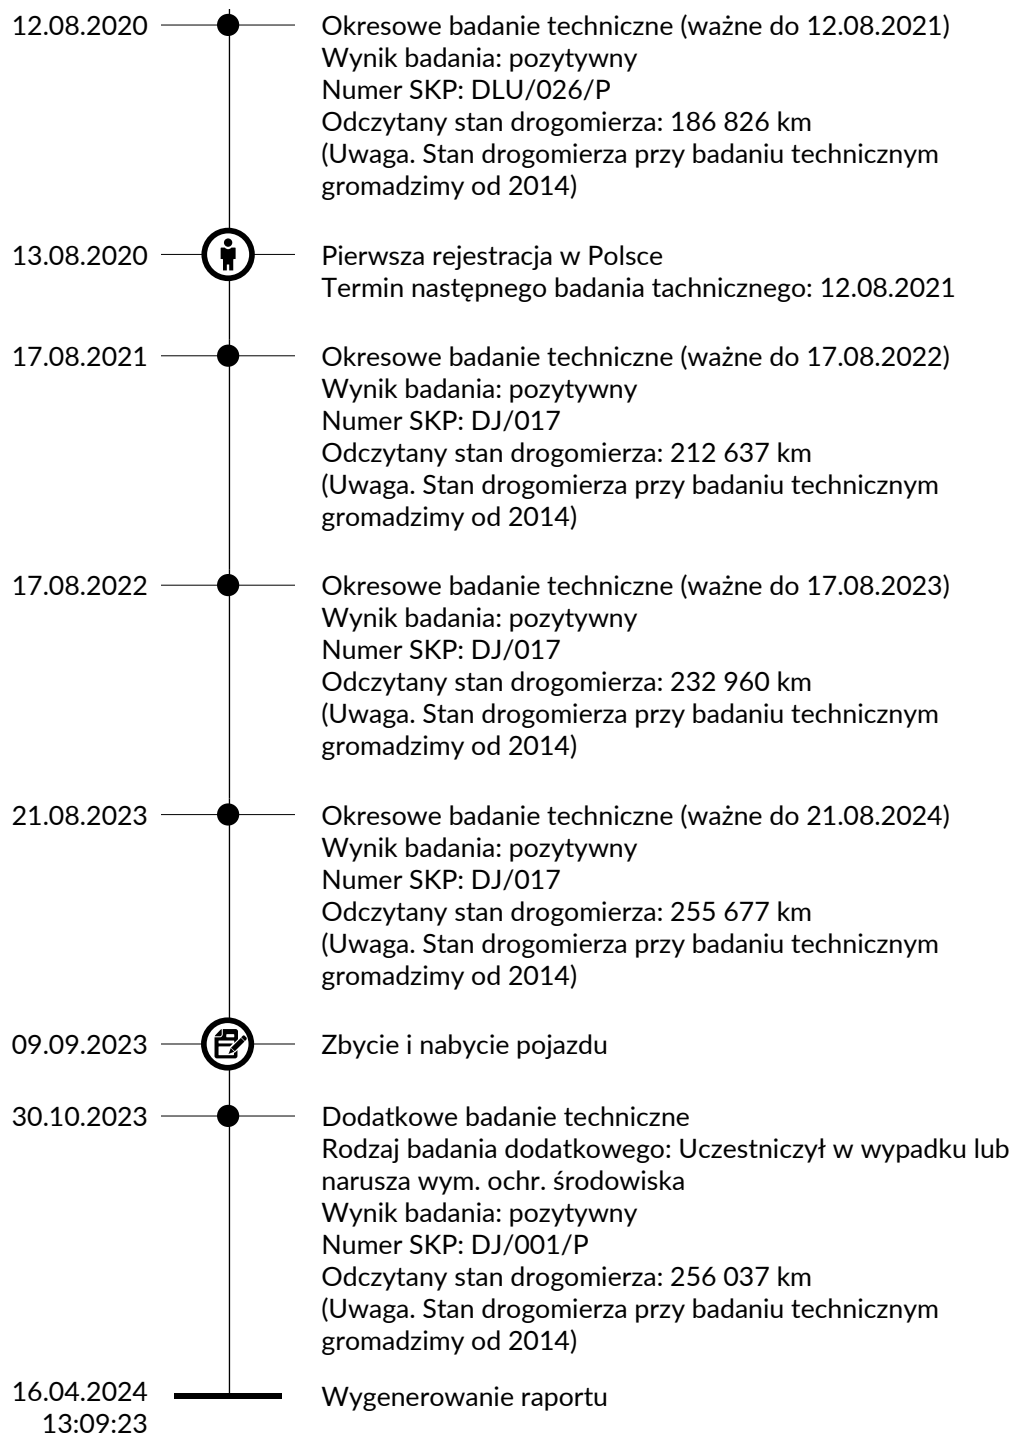 12.08.2020 Okresowe badanie techniczne (ważne do 12.08.2021)
Wynik badania: pozytywny
Numer SKP: DLU/026/P
Odczytany stan drogomierza: 186 826 km
(Uwaga. Stan drogomierza przy badaniu technicznym
gromadzimy od 2014)
13.08.2020 Pierwsza rejestracja w Polsce
Termin następnego badania tachnicznego: 12.08.2021
17.08.2021 Okresowe badanie techniczne (ważne do 17.08.2022)
Wynik badania: pozytywny
Numer SKP: DJ/017
Odczytany stan drogomierza: 212 637 km
(Uwaga. Stan drogomierza przy badaniu technicznym
gromadzimy od 2014)
17.08.2022 Okresowe badanie techniczne (ważne do 17.08.2023)
Wynik badania: pozytywny
Numer SKP: DJ/017
Odczytany stan drogomierza: 232 960 km
(Uwaga. Stan drogomierza przy badaniu technicznym
gromadzimy od 2014)
21.08.2023 Okresowe badanie techniczne (ważne do 21.08.2024)
Wynik badania: pozytywny
Numer SKP: DJ/017
Odczytany stan drogomierza: 255 677 km
(Uwaga. Stan drogomierza przy badaniu technicznym
gromadzimy od 2014)
09.09.2023 Zbycie i nabycie pojazdu
30.10.2023 Dodatkowe badanie techniczne
Rodzaj badania dodatkowego: Uczestniczył w wypadku lub
narusza wym. ochr. środowiska
Wynik badania: pozytywny
Numer SKP: DJ/001/P
Odczytany stan drogomierza: 256 037 km
(Uwaga. Stan drogomierza przy badaniu technicznym
gromadzimy od 2014)
16.04.2024 Wygenerowanie raportu
13:09:23